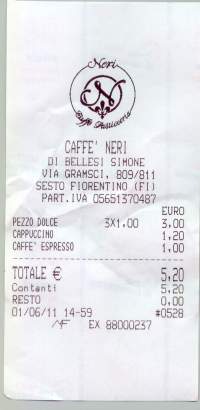 Neri
N
Caffè Pasticceria
CAFFE' NERI
DI BELLESI SIMONE
VIA GRAMSCI, 809/811
SESTO FIORENTINO (FI)
PART.IVA 05651370487
EURO
PEZZO DOLCE 3X1,00 3,00
CAPPUCCINO 1,20
CAFFE' ESPRESSO 1,00
TOTALE € 5,20
Contanti 5,20
RESTO 0,00
01/06/11 14-59 #0528
MF EX 88000237